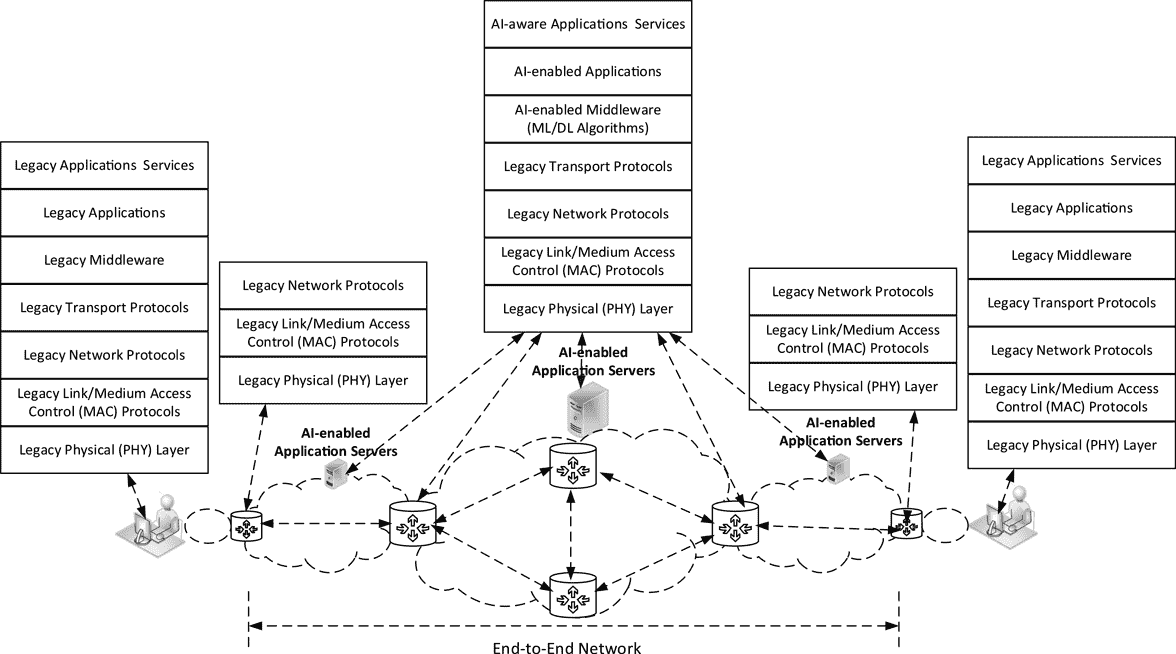 AI-aware Applications Services
AI-enabled Applications
AI-enabled Middleware
(ML/DL Algorithms)
Legacy Transport Protocols
Legacy Network Protocols
Legacy Link/Medium Access
Control (MAC) Protocols
Legacy Physical (PHY) Layer
Legacy Applications Services
Legacy Applications
Legacy Middleware
Legacy Transport Protocols
Legacy Network Protocols
Legacy Link/Medium Access
Control (MAC) Protocols
Legacy Physical (PHY) Layer
Legacy Network Protocols
Legacy Link/Medium Access
Control (MAC) Protocols
Legacy Physical (PHY) Layer
Legacy Network Protocols
Legacy Link/Medium Access
Control (MAC) Protocols
Legacy Physical (PHY) Layer
Legacy Applications Services
Legacy Applications
Legacy Middleware
Legacy Transport Protocols
Legacy Network Protocols
Legacy Link/Medium Access
Control (MAC) Protocols
Legacy Physical (PHY) Layer
AI-enabled
Application Servers
AI-enabled
Application Servers
AI-enabled
Application Servers
End-to-End Network